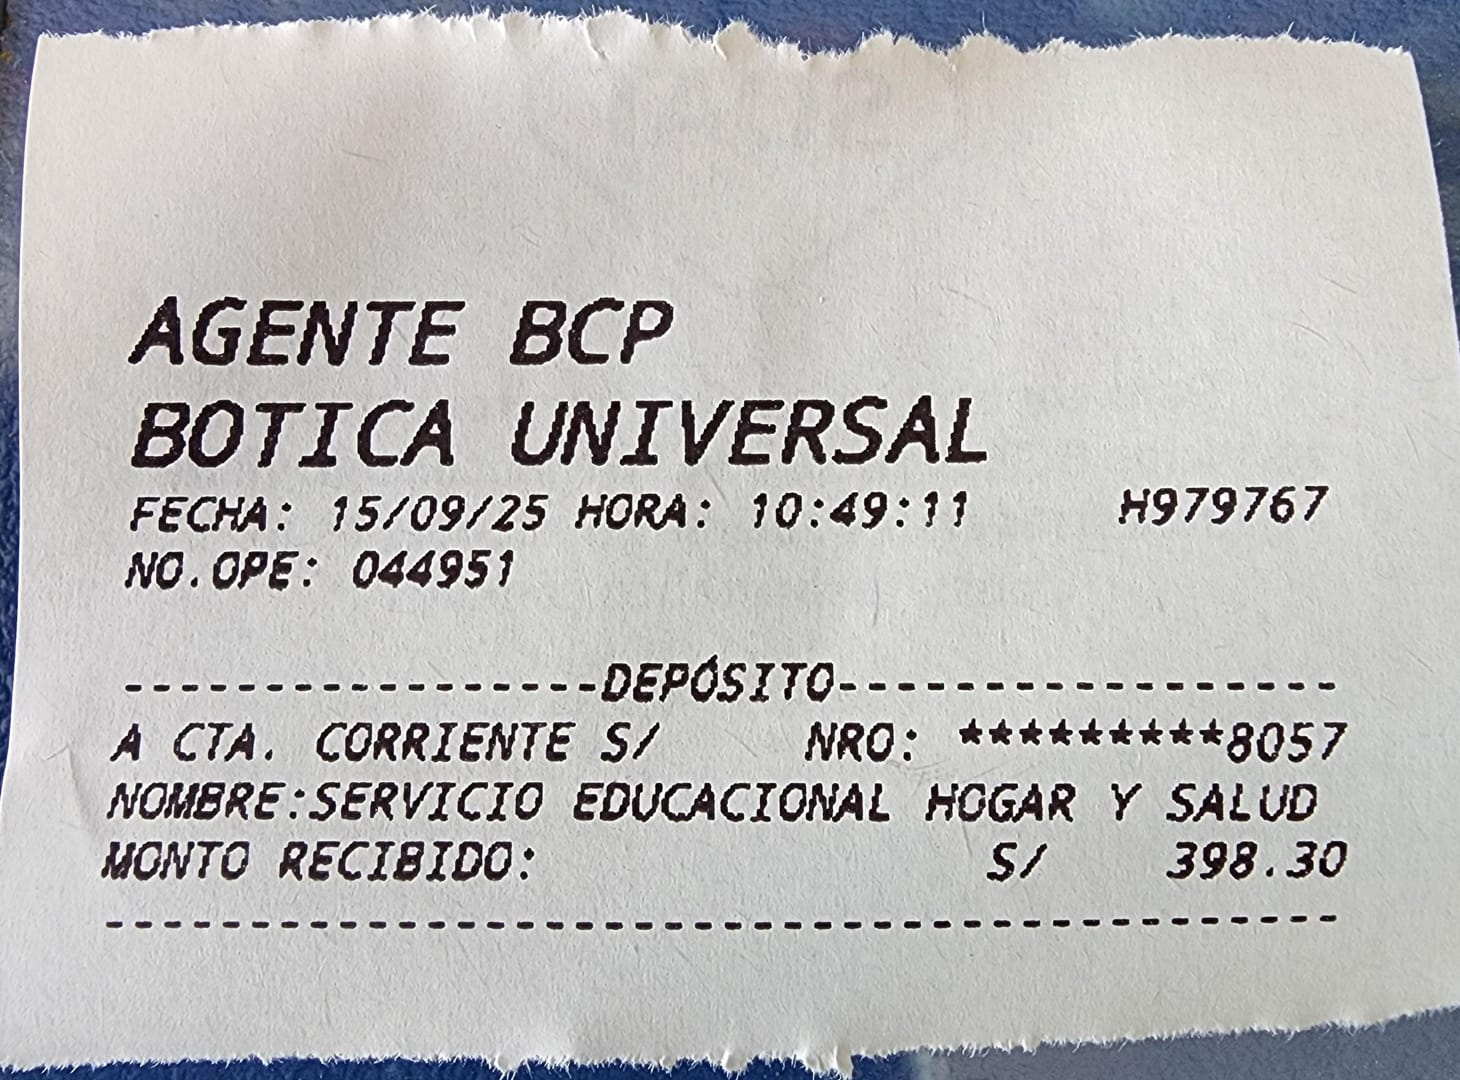 AGENTE BCP
BOTICA UNIVERSAL
FECHA: 15/09/25 HORA: 10:49:11 H979767
NO.OPE: 044951
-----------------DEPÓSITO------------------
A CTA. CORRIENTE S/ NRO: *********8057
NOMBRE:SERVICIO EDUCACIONAL HOGAR Y SALUD
MONTO RECIBIDO: S/ 398.30
-------------------------------------------